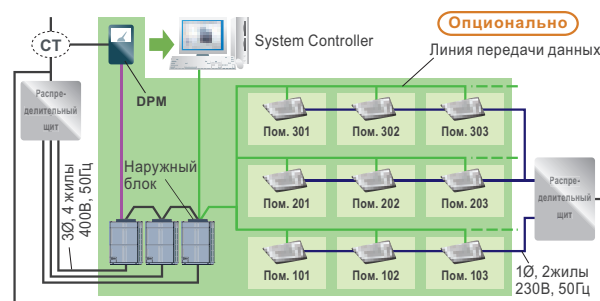 Опционально
CT
System Controller
Линия передачи данных
DPM
Распре-
делительный
щит
Наружный
блок
3Ø, 4 жилы
400В, 50Гц
Пом. 301
Пом. 302
Пом. 303
Пом. 201
Пом. 202
Пом. 203
Пом. 101
Пом. 102
Пом. 103
Распре-
делительный
щит
1Ø, 2жилы
230В, 50Гц